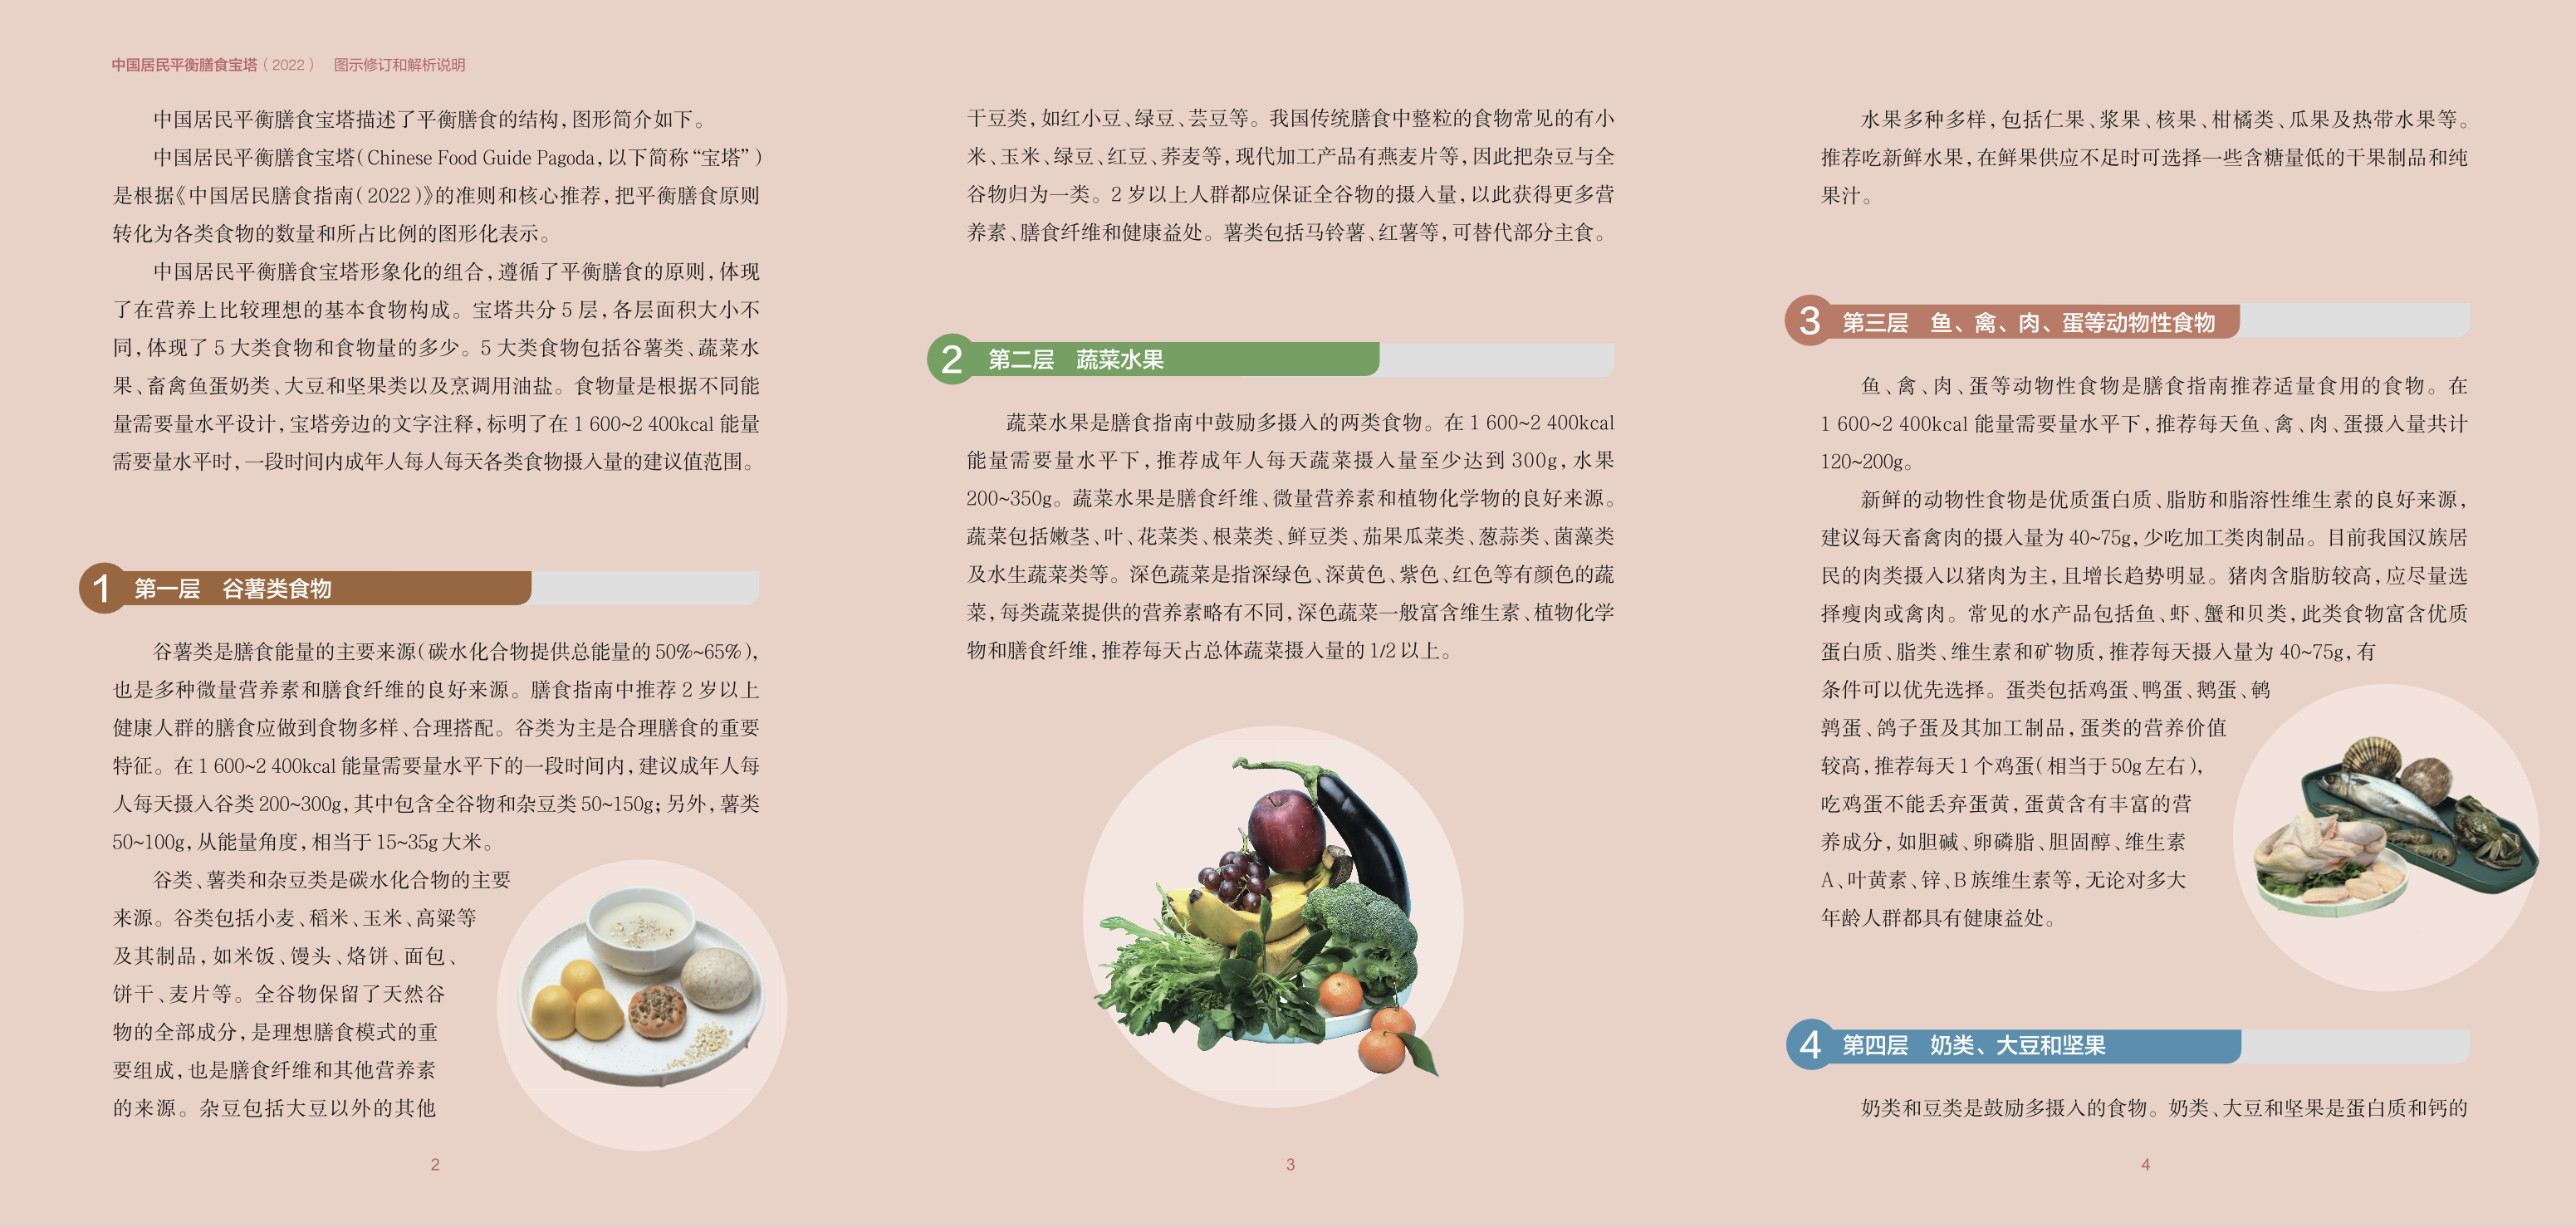 中国居民平衡膳食宝塔（2022） 图示修订和解析说明
中国居民平衡膳食宝塔描述了平衡膳食的结构，图形简介如下。
中国居民平衡膳食宝塔（Chinese Food Guide Pagoda，以下简称“宝塔”）
是根据《中国居民膳食指南（2022）》的准则和核心推荐，把平衡膳食原则
转化为各类食物的数量和所占比例的图形化表示。
中国居民平衡膳食宝塔形象化的组合，遵循了平衡膳食的原则，体现
了在营养上比较理想的基本食物构成。宝塔共分 5 层，各层面积大小不
同，体现了 5 大类食物和食物量的多少。5 大类食物包括谷薯类、蔬菜水
果、畜禽鱼蛋奶类、大豆和坚果类以及烹调用油盐。食物量是根据不同能
量需要量水平设计，宝塔旁边的文字注释，标明了在 1 600~2 400kcal 能量
需要量水平时，一段时间内成年人每人每天各类食物摄入量的建议值范围。
1 第一层 谷薯类食物
谷薯类是膳食能量的主要来源（碳水化合物提供总能量的 50%~65%），
也是多种微量营养素和膳食纤维的良好来源。膳食指南中推荐 2 岁以上
健康人群的膳食应做到食物多样、合理搭配。谷类为主是合理膳食的重要
特征。在 1 600~2 400kcal 能量需要量水平下的一段时间内，建议成年人每
人每天摄入谷类 200~300g，其中包含全谷物和杂豆类 50~150g；另外，薯类
50~100g，从能量角度，相当于 15~35g 大米。
谷类、薯类和杂豆类是碳水化合物的主要
来源。谷类包括小麦、稻米、玉米、高粱等
及其制品，如米饭、馒头、烙饼、面包、
饼干、麦片等。全谷物保留了天然谷
物的全部成分，是理想膳食模式的重
要组成，也是膳食纤维和其他营养素
的来源。杂豆包括大豆以外的其他
2
干豆类，如红小豆、绿豆、芸豆等。我国传统膳食中整粒的食物常见的有小
米、玉米、绿豆、红豆、荞麦等，现代加工产品有燕麦片等，因此把杂豆与全
谷物归为一类。2 岁以上人群都应保证全谷物的摄入量，以此获得更多营
养素、膳食纤维和健康益处。薯类包括马铃薯、红薯等，可替代部分主食。
2 第二层 蔬菜水果
蔬菜水果是膳食指南中鼓励多摄入的两类食物。在 1 600~2 400kcal
能量需要量水平下，推荐成年人每天蔬菜摄入量至少达到 300g，水果
200~350g。蔬菜水果是膳食纤维、微量营养素和植物化学物的良好来源。
蔬菜包括嫩茎、叶、花菜类、根菜类、鲜豆类、茄果瓜菜类、葱蒜类、菌藻类
及水生蔬菜类等。深色蔬菜是指深绿色、深黄色、紫色、红色等有颜色的蔬
菜，每类蔬菜提供的营养素略有不同，深色蔬菜一般富含维生素、植物化学
物和膳食纤维，推荐每天占总体蔬菜摄入量的 1/2 以上。
3
水果多种多样，包括仁果、浆果、核果、柑橘类、瓜果及热带水果等。
推荐吃新鲜水果，在鲜果供应不足时可选择一些含糖量低的干果制品和纯
果汁。
3 第三层 鱼、禽、肉、蛋等动物性食物
鱼、禽、肉、蛋等动物性食物是膳食指南推荐适量食用的食物。在
1 600~2 400kcal 能量需要量水平下，推荐每天鱼、禽、肉、蛋摄入量共计
120~200g。
新鲜的动物性食物是优质蛋白质、脂肪和脂溶性维生素的良好来源，
建议每天畜禽肉的摄入量为 40~75g，少吃加工类肉制品。目前我国汉族居
民的肉类摄入以猪肉为主，且增长趋势明显。猪肉含脂肪较高，应尽量选
择瘦肉或禽肉。常见的水产品包括鱼、虾、蟹和贝类，此类食物富含优质
蛋白质、脂类、维生素和矿物质，推荐每天摄入量为 40~75g，有
条件可以优先选择。蛋类包括鸡蛋、鸭蛋、鹅蛋、鹌
鹑蛋、鸽子蛋及其加工制品，蛋类的营养价值
较高，推荐每天 1 个鸡蛋（相当于 50g 左右），
吃鸡蛋不能丢弃蛋黄，蛋黄含有丰富的营
养成分，如胆碱、卵磷脂、胆固醇、维生素
A、叶黄素、锌、B 族维生素等，无论对多大
年龄人群都具有健康益处。
4 第四层 奶类、大豆和坚果
奶类和豆类是鼓励多摄入的食物。奶类、大豆和坚果是蛋白质和钙的
4